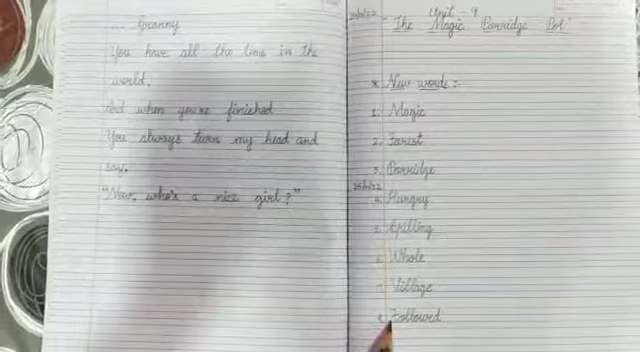 ... Granny
You have all the time in the
world,
And when you're finished
You always turn my head and
say,
"Now, who's a nice girl?"
Unit - 9
"The Magic Porridge Pot"
* New words :-
1. Magic
2. Forest
3. Porridge
4. Hungry
5. Spilling
6. Whole
7. Village
8. Followed